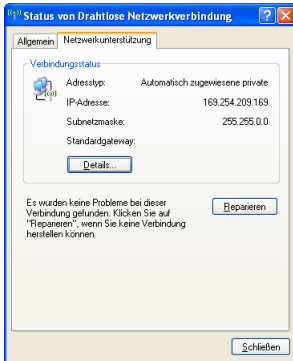 Status von Drahtlose Netzwerkverbindung
Allgemein Netzwerkunterstützung
Verbindungsstatus
Adresstyp: Automatisch zugewiesene private
IP-Adresse: 169.254.209.169
Subnetzmaske: 255.255.0.0
Standardgateway:
Details...
Es wurden keine Probleme bei dieser
Verbindung gefunden. Klicken Sie auf
"Reparieren", wenn Sie keine Verbindung
herstellen können.
Reparieren
Schließen